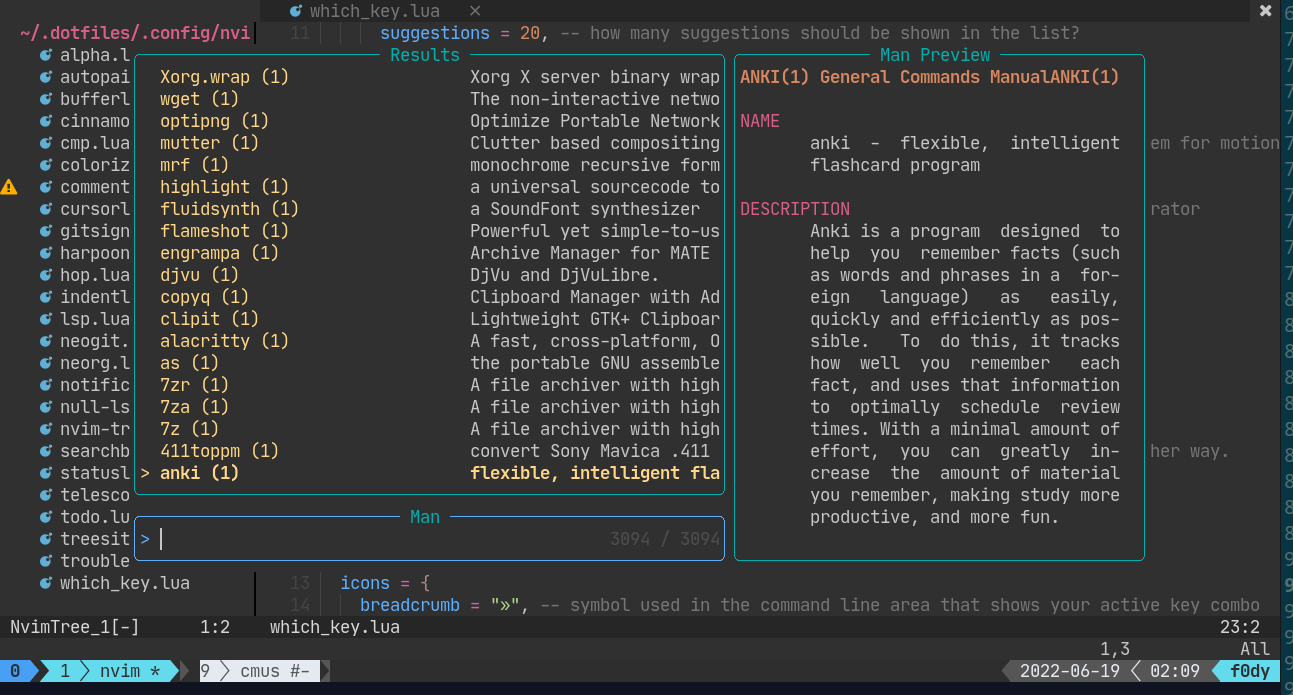 which_key.lua ×
~/.dotfiles/.config/nvi
11 suggestions = 20, -- how many suggestions should be shown in the list?
alpha.l
autopai
bufferl
cinnamo
cmp.lua
coloriz
comment
cursorl
gitsign
harpoon
hop.lua
indentl
lsp.lua
neogit.
neorg.l
notific
null-ls
nvim-tr
searchb
statusl
telesco
todo.lu
treesit
trouble
which_key.lua
Results
Xorg.wrap (1) Xorg X server binary wrap
wget (1) The non-interactive netwo
optipng (1) Optimize Portable Network
mutter (1) Clutter based compositing
mrf (1) monochrome recursive form
highlight (1) a universal sourcecode to
fluidsynth (1) a SoundFont synthesizer
flameshot (1) Powerful yet simple-to-us
engrampa (1) Archive Manager for MATE
djvu (1) DjVu and DjVuLibre.
copyq (1) Clipboard Manager with Ad
clipit (1) Lightweight GTK+ Clipboar
alacritty (1) A fast, cross-platform, O
as (1) the portable GNU assemble
7zr (1) A file archiver with high
7za (1) A file archiver with high
7z (1) A file archiver with high
411toppm (1) convert Sony Mavica .411
> anki (1) flexible, intelligent fla
Man
> 3094 / 3094
Man Preview
ANKI(1) General Commands ManualANKI(1)
NAME
anki - flexible, intelligent
flashcard program
DESCRIPTION
Anki is a program designed to
help you remember facts (such
as words and phrases in a for-
eign language) as easily,
quickly and efficiently as pos-
sible. To do this, it tracks
how well you remember each
fact, and uses that information
to optimally schedule review
times. With a minimal amount of
effort, you can greatly in-
crease the amount of material
you remember, making study more
productive, and more fun.
em for motion
rator
her way.
13 icons = {
14 breadcrumb = "»", -- symbol used in the command line area that shows your active key combo
NvimTree_1[-] 1:2 which_key.lua 23:2
1,3 All
0 1 nvim * 9 cmus #- 2022-06-19 02:09 f0dy